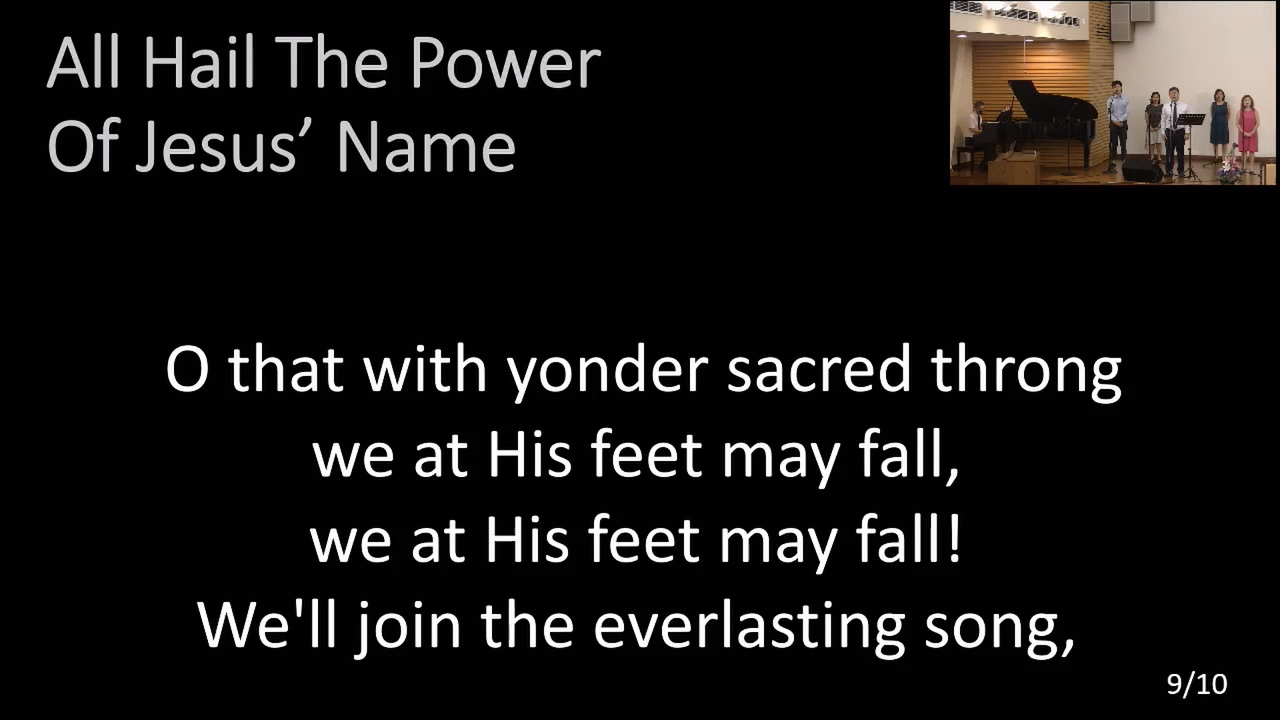 All Hail The Power
Of Jesus’ Name
O that with yonder sacred throng
we at His feet may fall,
we at His feet may fall!
We'll join the everlasting song,
9/10